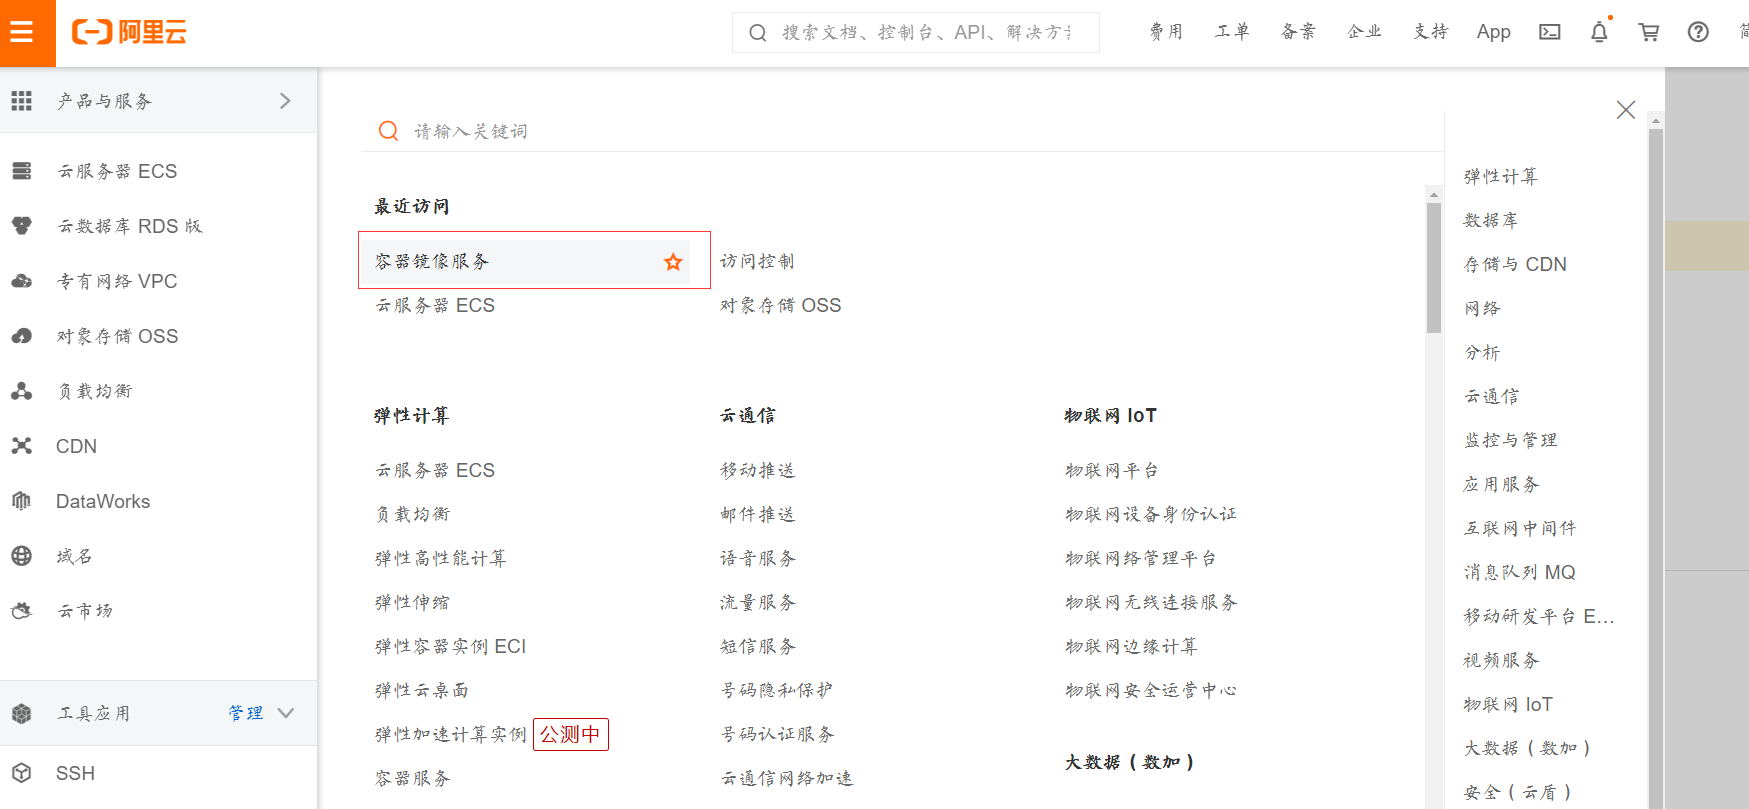 阿里云
搜索文档、控制台、API、解决方
费用
工单
备案
企业
支持
App
产品与服务
云服务器 ECS
云数据库 RDS 版
专有网络 VPC
对象存储 OSS
负载均衡
CDN
DataWorks
域名
云市场
工具应用
管理
SSH
请输入关键词
最近访问
容器镜像服务
访问控制
云服务器 ECS
对象存储 OSS
弹性计算
云服务器 ECS
负载均衡
弹性高性能计算
弹性伸缩
弹性容器实例 ECI
弹性云桌面
弹性加速计算实例 公测中
容器服务
云通信
移动推送
邮件推送
语音服务
流量服务
短信服务
号码隐私保护
号码认证服务
云通信网络加速
物联网 IoT
物联网平台
物联网设备身份认证
物联网络管理平台
物联网无线连接服务
物联网边缘计算
物联网安全运营中心
大数据（数加）
弹性计算
数据库
存储与 CDN
网络
分析
云通信
监控与管理
应用服务
互联网中间件
消息队列 MQ
移动研发平台 E...
视频服务
物联网 IoT
大数据（数加）
安全（云盾）